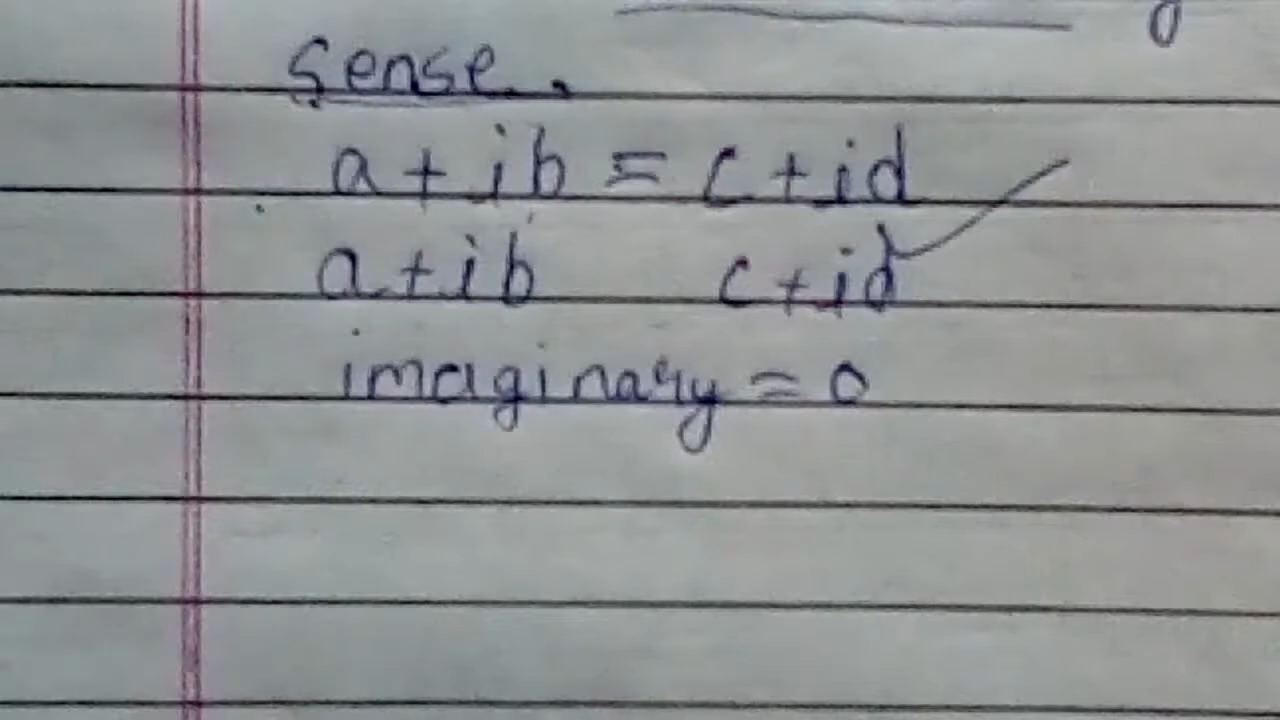 Sense.
a + ib = c + id
a + ib c + id
imaginary = 0